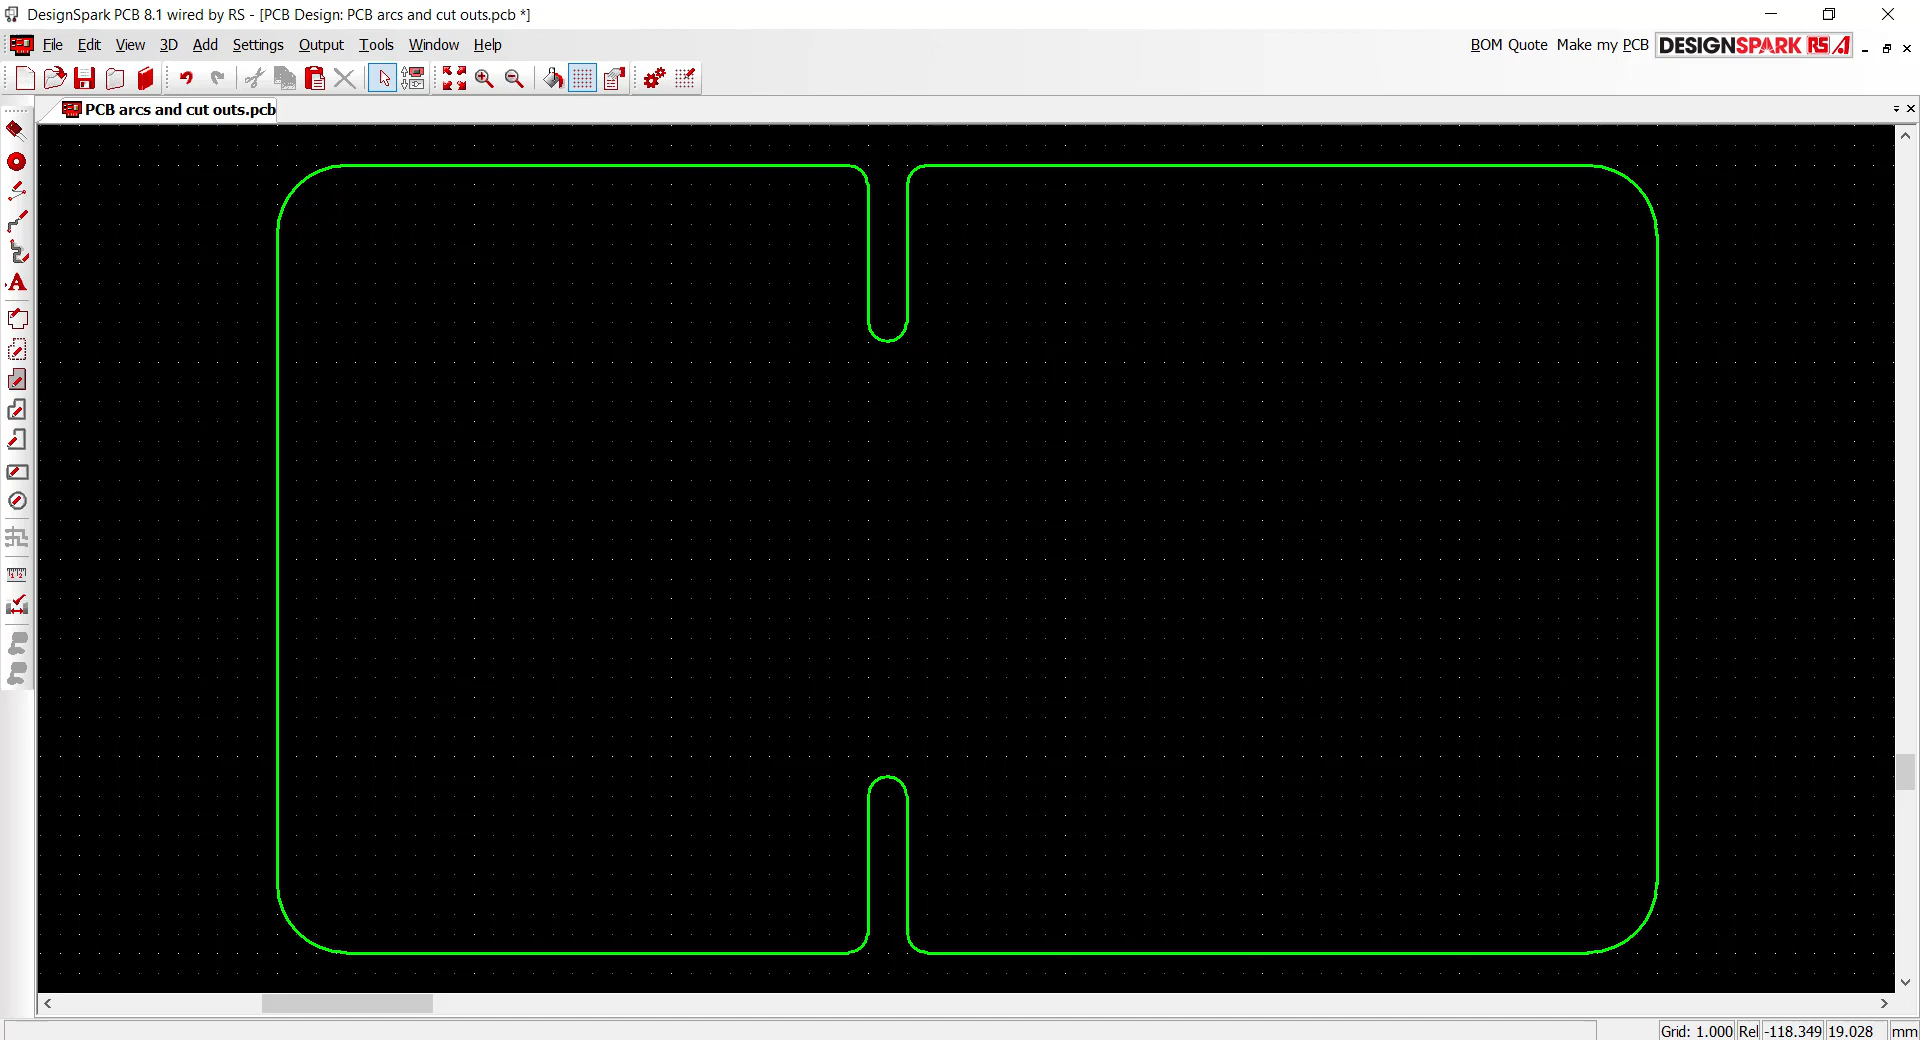 DesignSpark PCB 8.1 wired by RS - [PCB Design: PCB arcs and cut outs.pcb *]
File Edit View 3D Add Settings Output Tools Window Help BOM Quote Make my PCB DESIGNSPARK RS
PCB arcs and cut outs.pcb
A
Grid: 1.000 Rel -118.349 19.028 mm